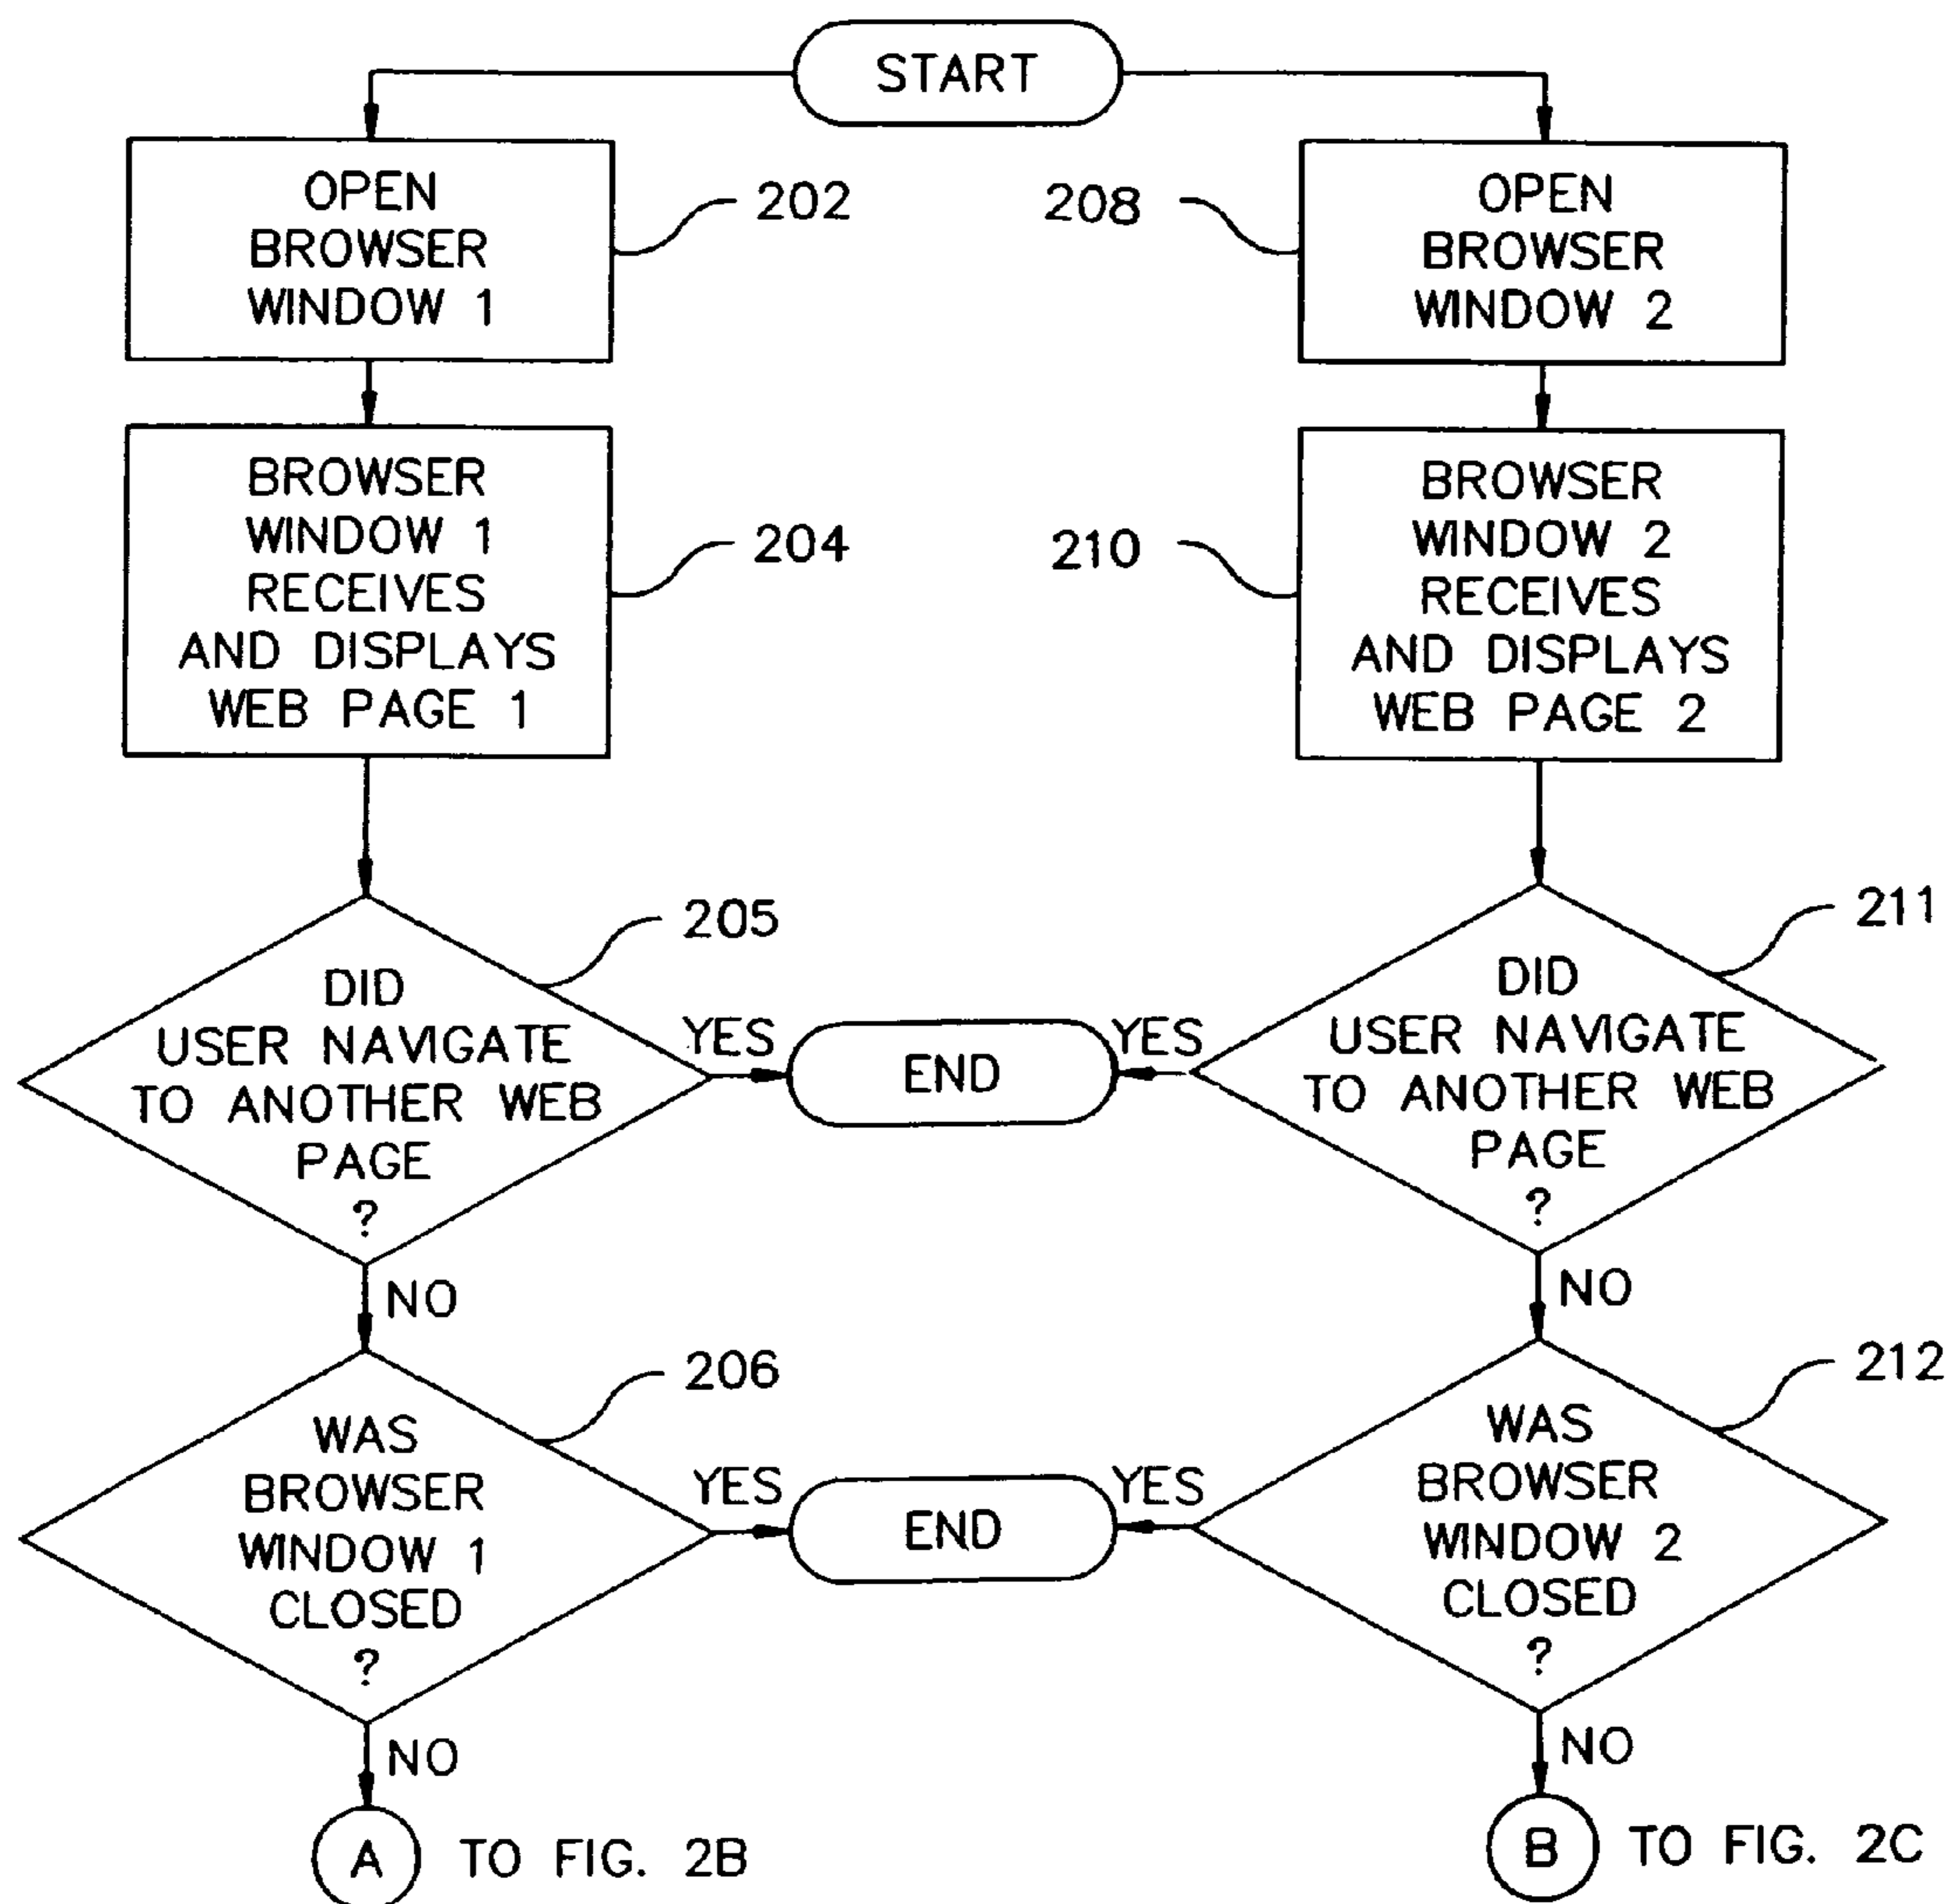 START
OPEN
BROWSER
WINDOW 1
202
208
OPEN
BROWSER
WINDOW 2
BROWSER
WINDOW 1
RECEIVES
AND DISPLAYS
WEB PAGE 1
204
210
BROWSER
WINDOW 2
RECEIVES
AND DISPLAYS
WEB PAGE 2
205
DID
USER NAVIGATE
TO ANOTHER WEB
PAGE
?
YES
END
YES
211
DID
USER NAVIGATE
TO ANOTHER WEB
PAGE
?
NO
NO
206
WAS
BROWSER
WINDOW 1
CLOSED
?
YES
END
YES
212
WAS
BROWSER
WINDOW 2
CLOSED
?
NO
NO
A TO FIG. 2B
B TO FIG. 2C